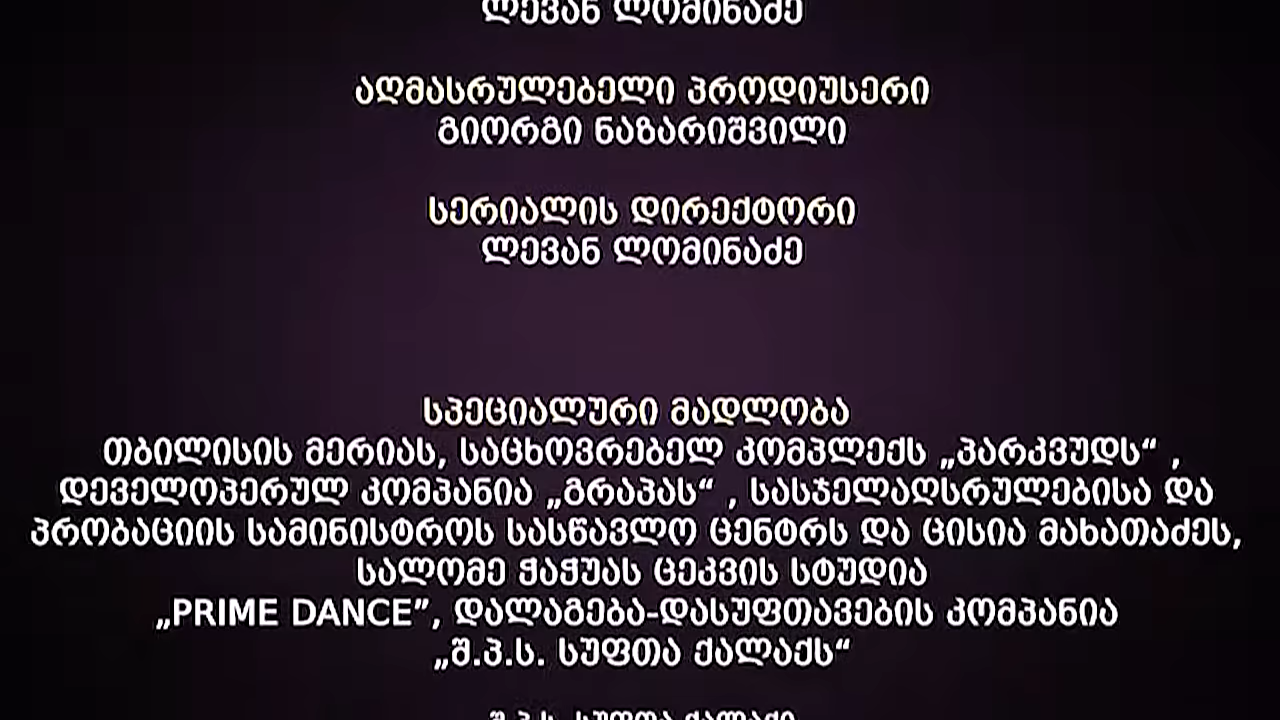 ლევან ლომინაძე
აღმასრულებელი პროდიუსერი
გიორგი ნაზარიშვილი
სერიალის დირექტორი
ლევან ლომინაძე
სპეციალური მადლობა
თბილისის მერიას, საცხოვრებელ კომპლექს „პარკვუდს“ ,
დეველოპერულ კომპანია „გრაპას“ , სასჯელაღსრულებისა და
პრობაციის სამინისტროს სასწავლო ცენტრს და ცისია მახათაძეს,
სალომე ჭაჭუას ცეკვის სტუდია
„PRIME DANCE”, დალაგება-დასუფთავების კომპანია
„შ.პ.ს. სუფთა ქალაქს“
შ.პ.ს. სუფთა ქალაქი